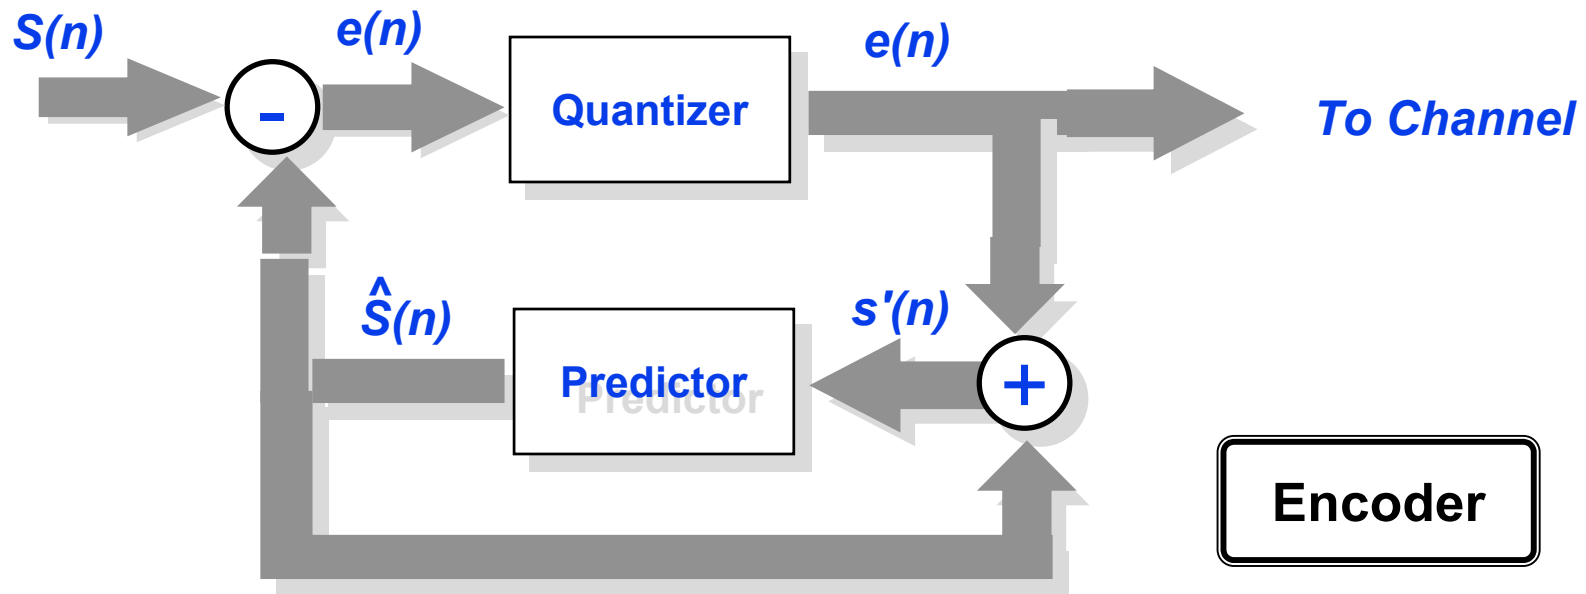 S(n)
e(n)
e(n)
-
Quantizer
To Channel
Ŝ(n)
s'(n)
Predictor
+
Encoder